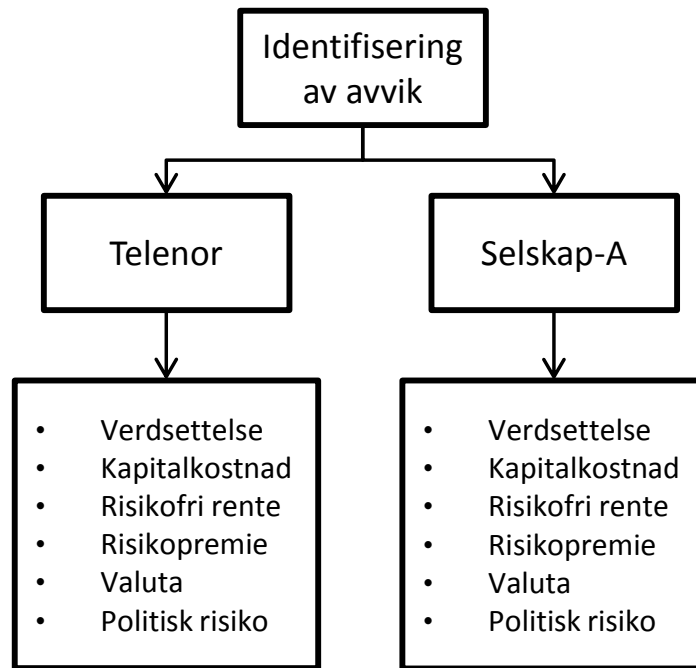 Identifisering
av avvik
Telenor
Selskap-A
• Verdsettelse
• Kapitalkostnad
• Risikofri rente
• Risikopremie
• Valuta
• Politisk risiko
• Verdsettelse
• Kapitalkostnad
• Risikofri rente
• Risikopremie
• Valuta
• Politisk risiko